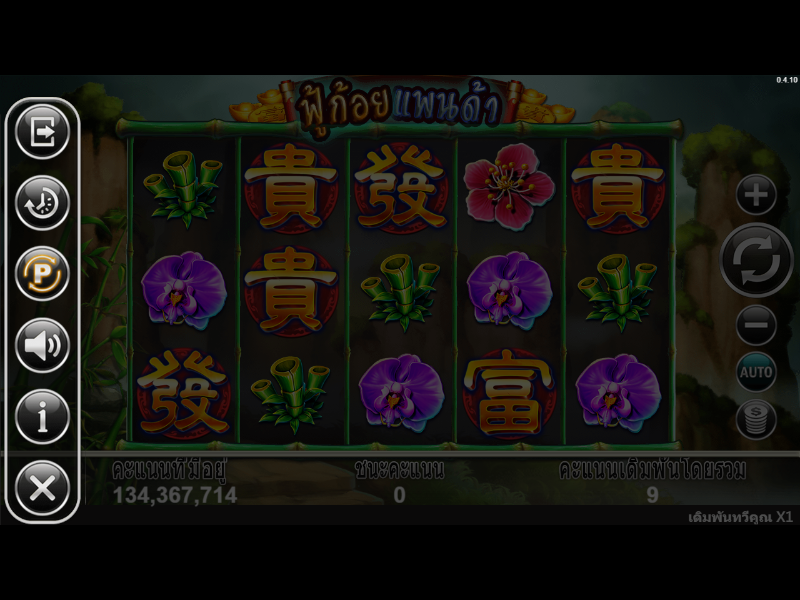 0.4.10
ฟู้ก้อยแพนด้า
貴 發 貴
貴
發 富
P
AUTO
$
i
คะแนนที่มีอยู่ ชนะคะแนน คะแนนเดิมพันโดยรวม
134,367,714 0 9
เดิมพันทวีคูณ X1